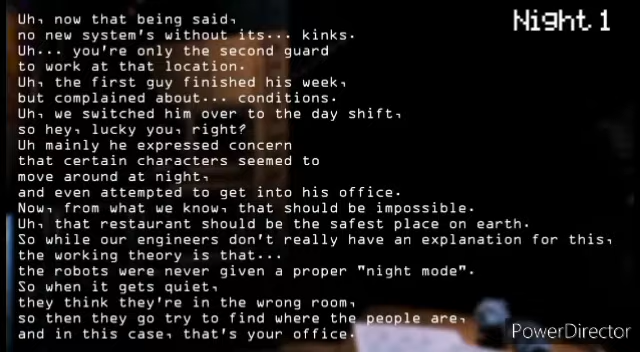 Night 1
Uh, now that being said,
no new system's without its... kinks.
Uh... you're only the second guard
to work at that location.
Uh, the first guy finished his week,
but complained about... conditions.
Uh, we switched him over to the day shift,
so hey, lucky you, right?
Uh mainly he expressed concern
that certain characters seemed to
move around at night,
and even attempted to get into his office.
Now, from what we know, that should be impossible.
Uh, that restaurant should be the safest place on earth.
So while our engineers don't really have an explanation for this,
the working theory is that...
the robots were never given a proper "night mode".
So when it gets quiet,
they think they're in the wrong room,
so then they go try to find where the people are,
and in this case, that's your office.
PowerDirector